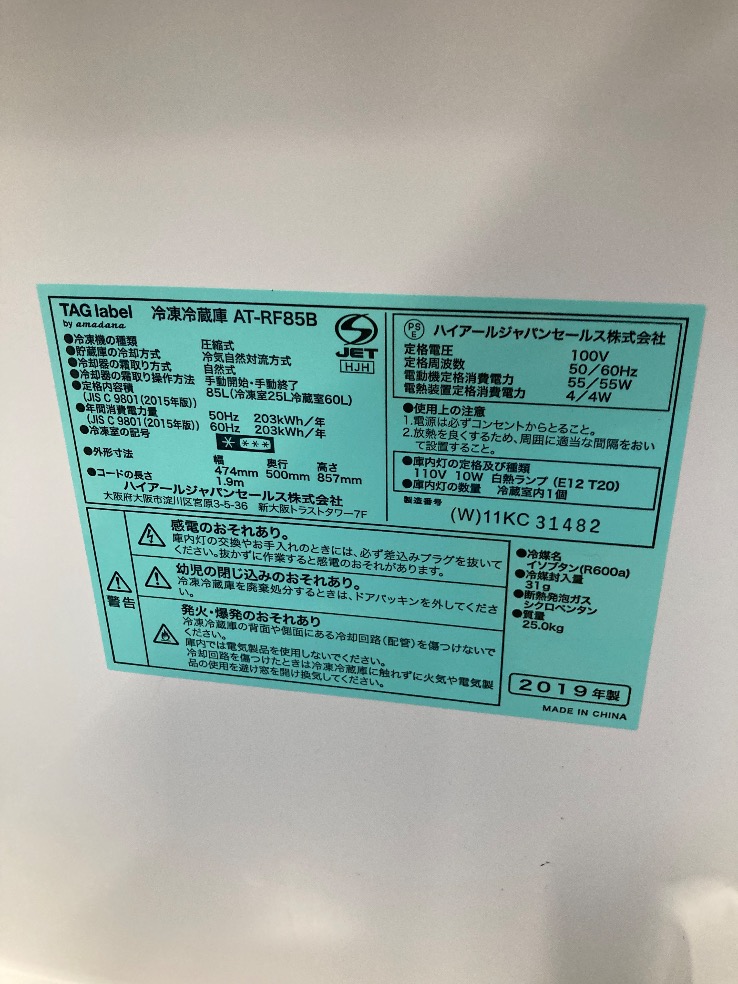 TAG label
by amadana
冷凍冷蔵庫 AT-RF85B
JET
HJH
●冷凍機の種類 圧縮式
●貯蔵庫の冷却方式 冷気自然対流方式
●冷却器の霜取り方式 自然式
●冷却器の霜取り操作方法 手動開始・手動終了
●定格内容積 85L(冷凍室25L冷蔵室60L)
(JIS C 9801(2015年版))
●年間消費電力量 50Hz 203kWh/年
(JIS C 9801(2015年版)) 60Hz 203kWh/年
●冷凍室の記号
●外形寸法 幅 奥行 高さ
474mm 500mm 857mm
●コードの長さ 1.9m
ハイアールジャパンセールス株式会社
大阪府大阪市淀川区宮原3-5-36 新大阪トラストタワー7F
PS
E
ハイアールジャパンセールス株式会社
定格電圧 100V
定格周波数 50/60Hz
電動機定格消費電力 55/55W
電熱装置定格消費電力 4/4W
●使用上の注意
1.電源は必ずコンセントからとること。
2.放熱を良くするため、周囲に適当な間隔をおい
て設置すること。
●庫内灯の定格及び種類
110V 10W 白熱ランプ (E12 T20)
●庫内灯の数量 冷蔵室内1個
製造番号
(W)11KC 31482
警告
感電のおそれあり。
庫内灯の交換やお手入れのときには、必ず差込みプラグを抜いて
ください。抜かずに作業すると感電のおそれがあります。
幼児の閉じ込みのおそれあり。
冷凍冷蔵庫を廃棄処分するときは、ドアパッキンを外してくださ
い。
発火・爆発のおそれあり
冷凍冷蔵庫の背面や側面にある冷却回路(配管)を傷つけないで
ください。
庫内では電気製品を使用しないでください。
冷却回路を傷つけたときは冷凍冷蔵庫に触れずに火気や電気製
品の使用を避け窓を開け換気してください。
●冷媒名
イソブタン(R600a)
●冷媒封入量
31g
●断熱発泡ガス
シクロペンタン
●質量
25.0kg
2019年製
MADE IN CHINA